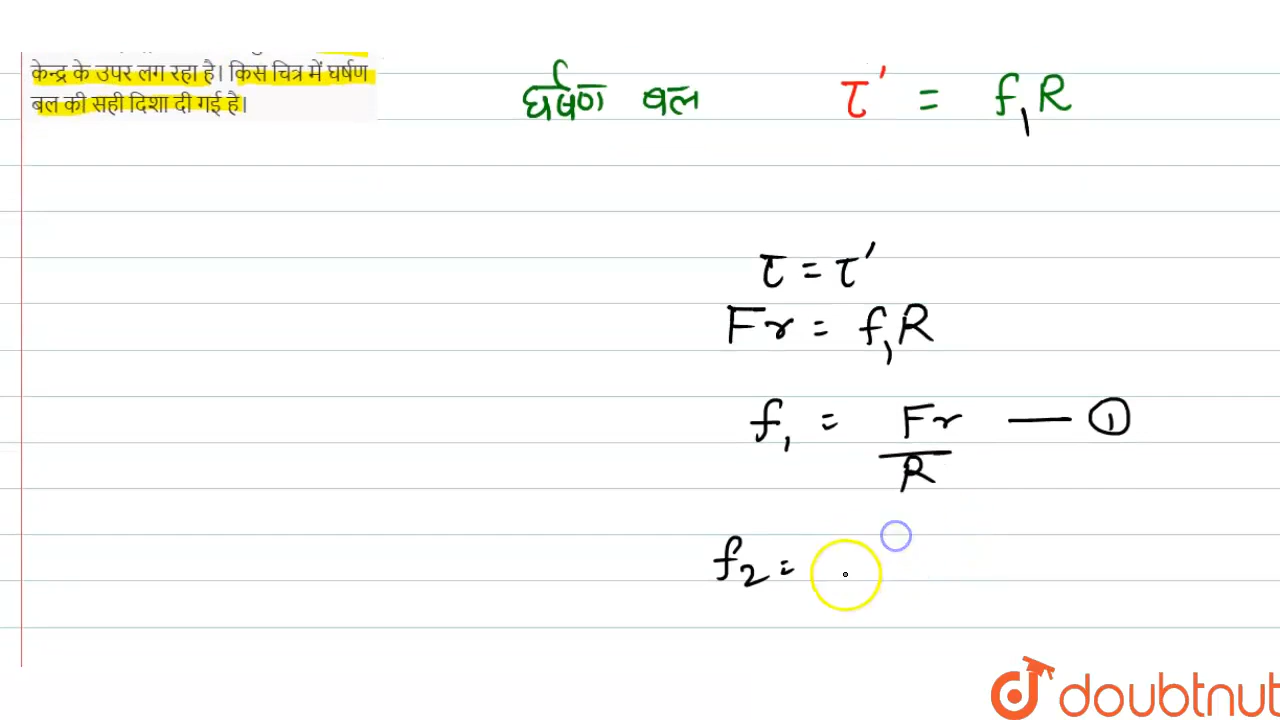 केन्द्र के उपर लग रहा है। किस चित्र में घर्षण
बल की सही दिशा दी गई है।
घर्षण बल τ' = f₁R
τ = τ'
Fr = f₁R
f₁ = Fr/R — ①
f₂ =
doubtnut